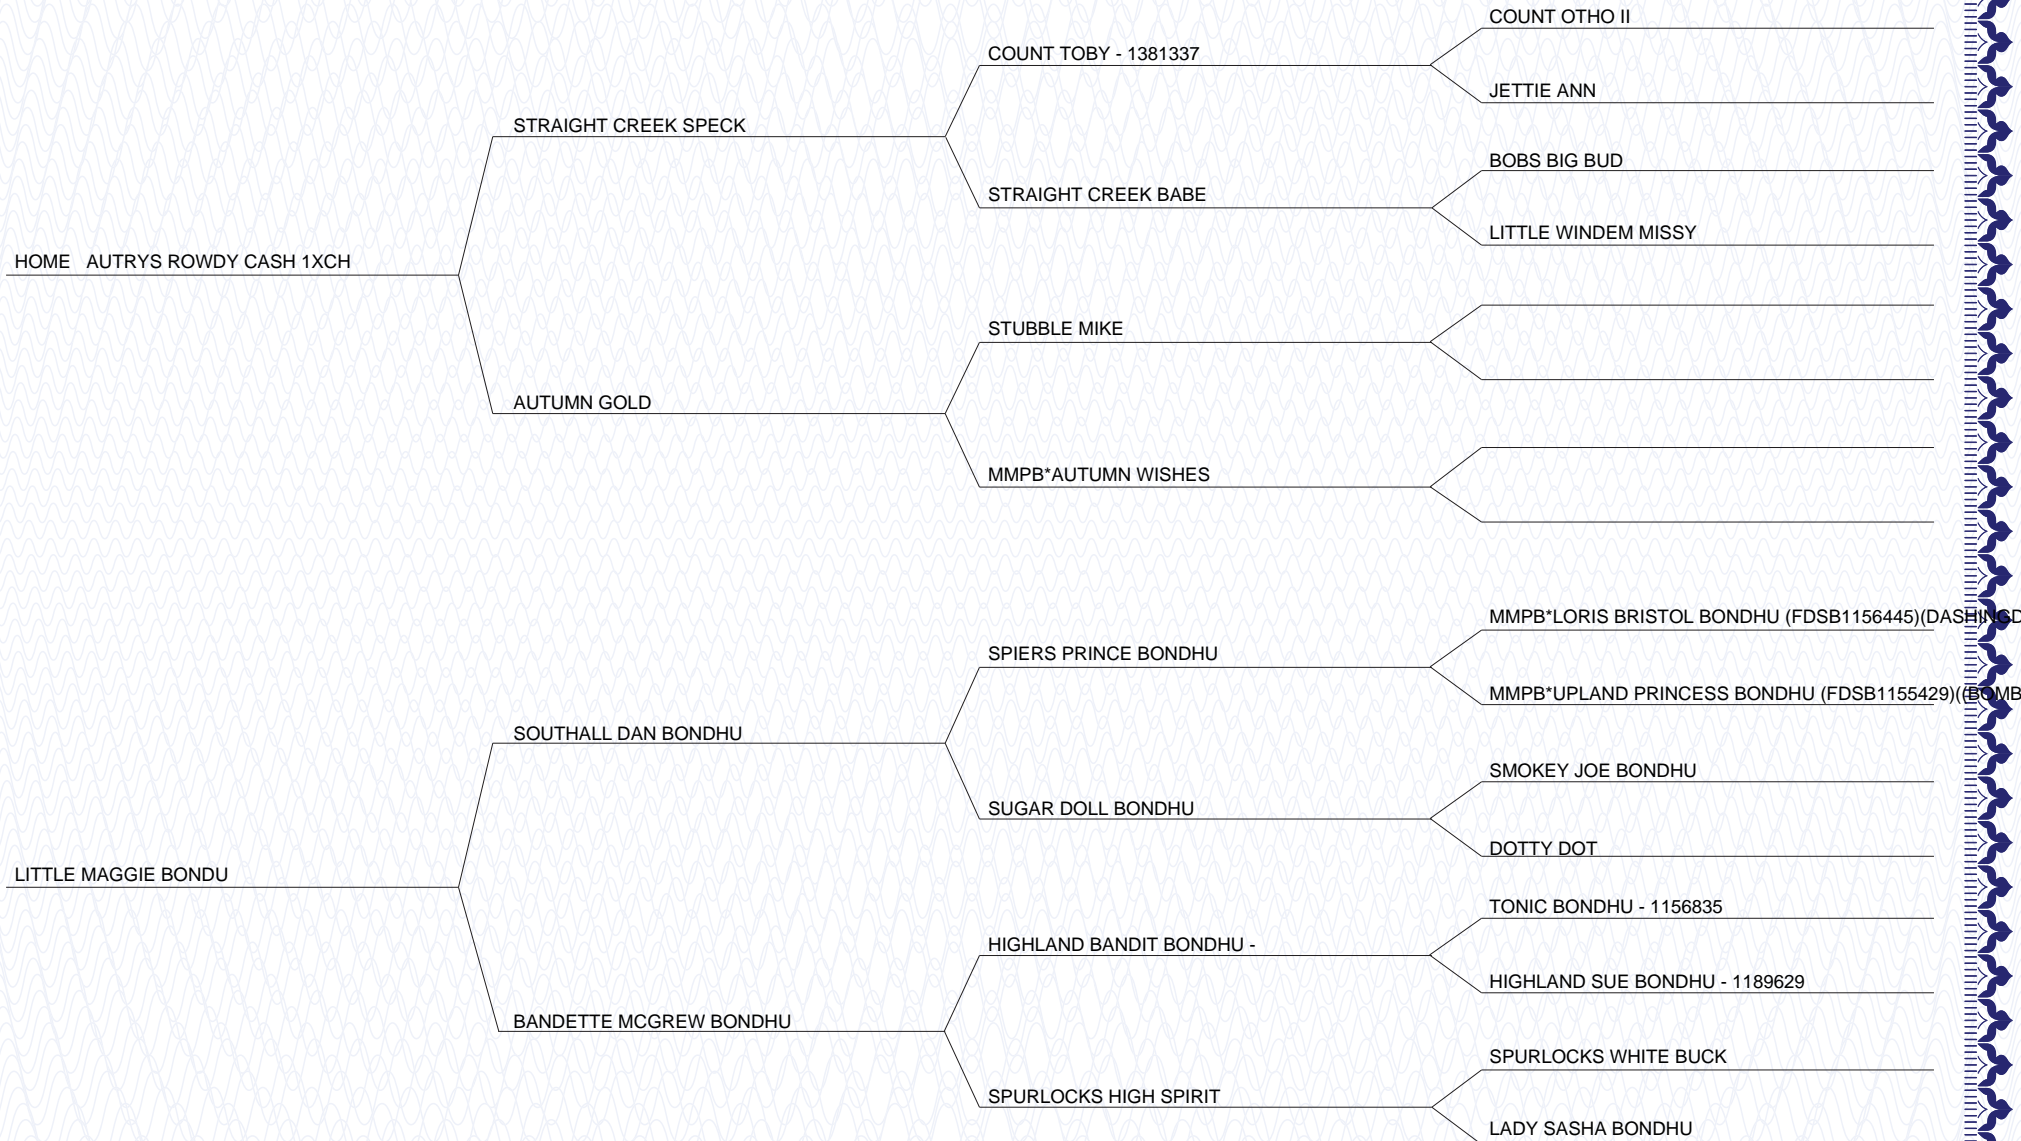 COUNT OTHO II
COUNT TOBY - 1381337
JETTIE ANN
STRAIGHT CREEK SPECK
BOBS BIG BUD
STRAIGHT CREEK BABE
LITTLE WINDEM MISSY
HOME AUTRYS ROWDY CASH 1XCH
STUBBLE MIKE
AUTUMN GOLD
MMPB*AUTUMN WISHES
MMPB*LORIS BRISTOL BONDHU (FDSB1156445)(DASHINGD
SPIERS PRINCE BONDHU
MMPB*UPLAND PRINCESS BONDHU (FDSB1155429)((BOMB
SOUTHALL DAN BONDHU
SMOKEY JOE BONDHU
SUGAR DOLL BONDHU
DOTTY DOT
LITTLE MAGGIE BONDU
TONIC BONDHU - 1156835
HIGHLAND BANDIT BONDHU -
HIGHLAND SUE BONDHU - 1189629
BANDETTE MCGREW BONDHU
SPURLOCKS WHITE BUCK
SPURLOCKS HIGH SPIRIT
LADY SASHA BONDHU